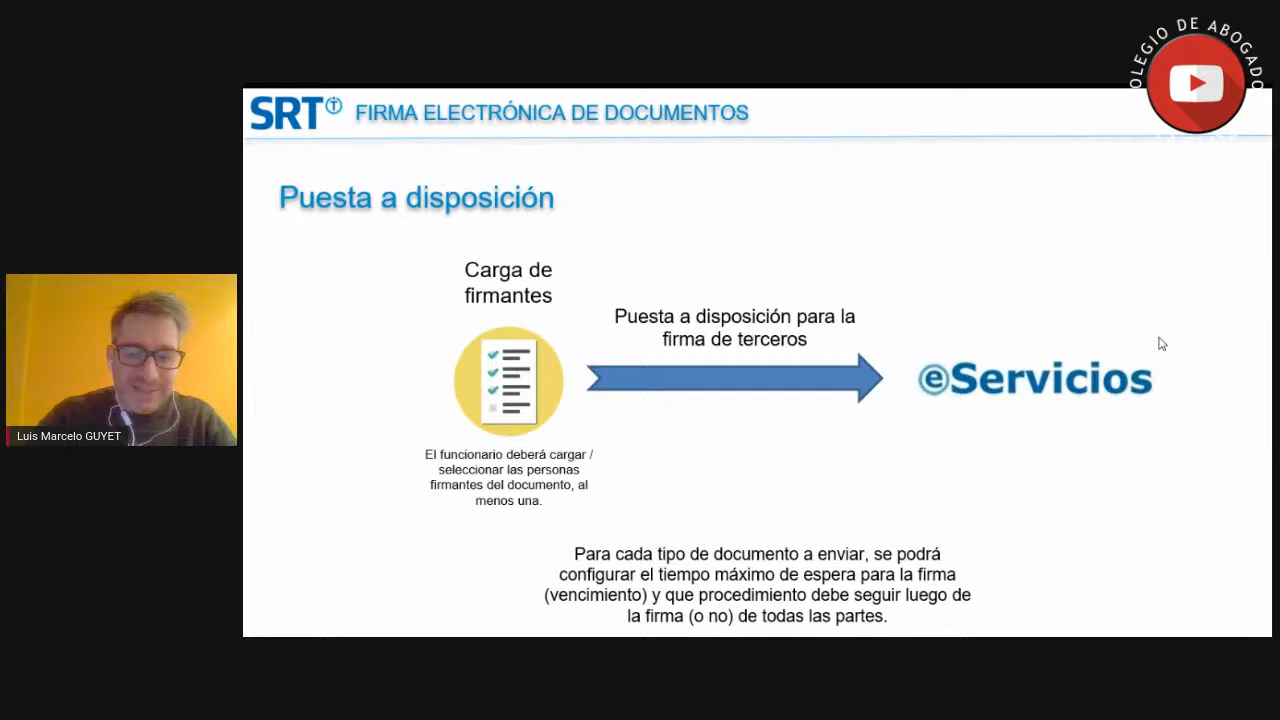 OLEGIO DE ABOGADO
SRT
FIRMA ELECTRÓNICA DE DOCUMENTOS
Puesta a disposición
Carga de
firmantes
Puesta a disposición para la
firma de terceros
eServicios
El funcionario deberá cargar /
seleccionar las personas
firmantes del documento, al
menos una.
Luis Marcelo GUYET
Para cada tipo de documento a enviar, se podrá
configurar el tiempo máximo de espera para la firma
(vencimiento) y que procedimiento debe seguir luego de
la firma (o no) de todas las partes.